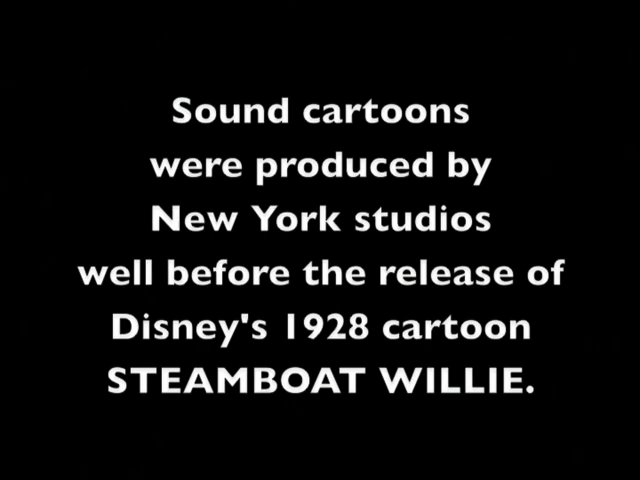 Sound cartoons
were produced by
New York studios
well before the release of
Disney's 1928 cartoon
STEAMBOAT WILLIE.